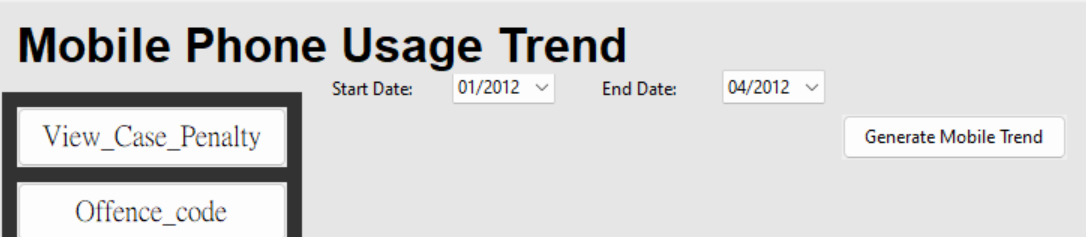 Mobile Phone Usage Trend
Start Date: 01/2012 End Date: 04/2012
View_Case_Penalty
Generate Mobile Trend
Offence_code